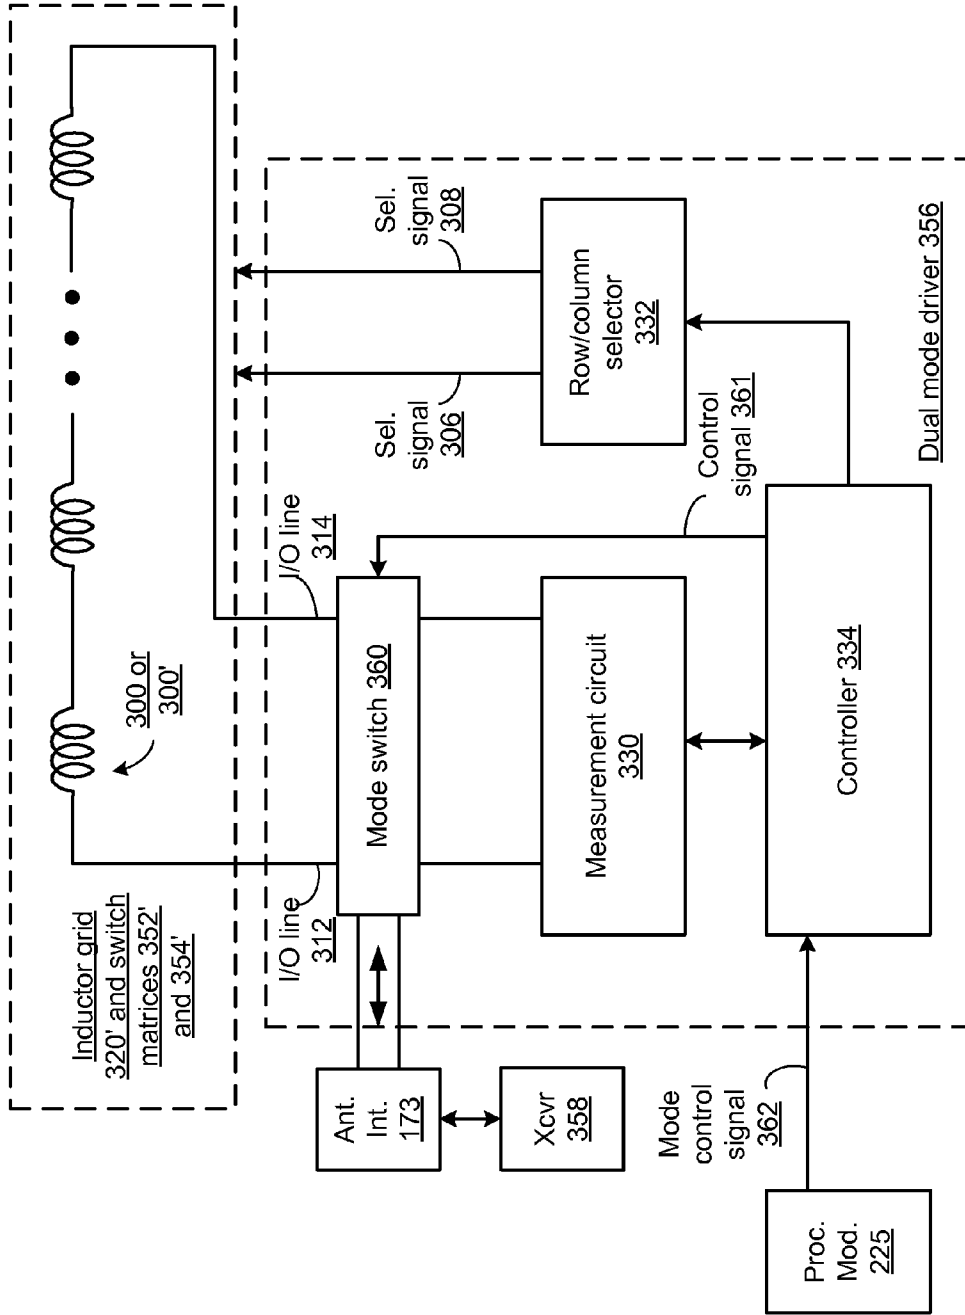 Inductor grid
320' and switch
matrices 352'
and 354'
300 or
300'
I/O line
312
I/O line
314
Sel.
signal
306
Sel.
signal
308
Ant.
Int.
173
Mode switch 360
Xcvr
358
Measurement circuit
330
Row/column
selector
332
Control
signal 361
Mode
control
signal
362
Proc.
Mod.
225
Controller 334
Dual mode driver 356